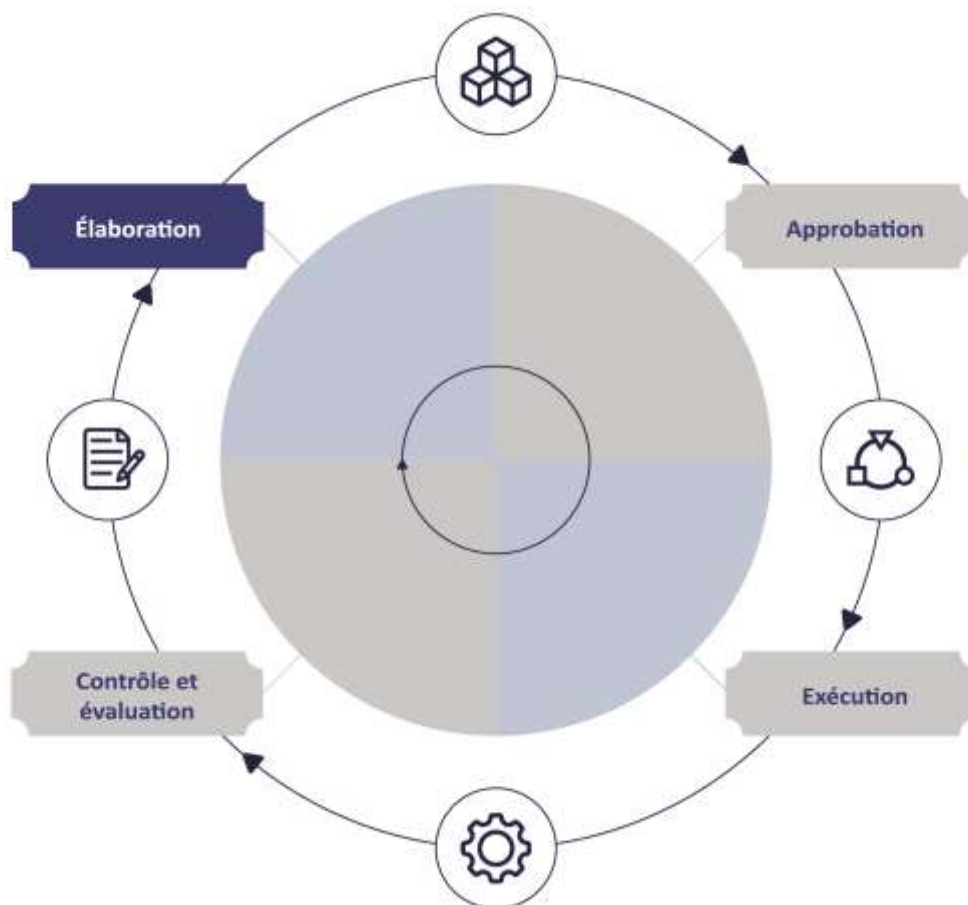 Élaboration
Approbation
Contrôle et
évaluation
Exécution